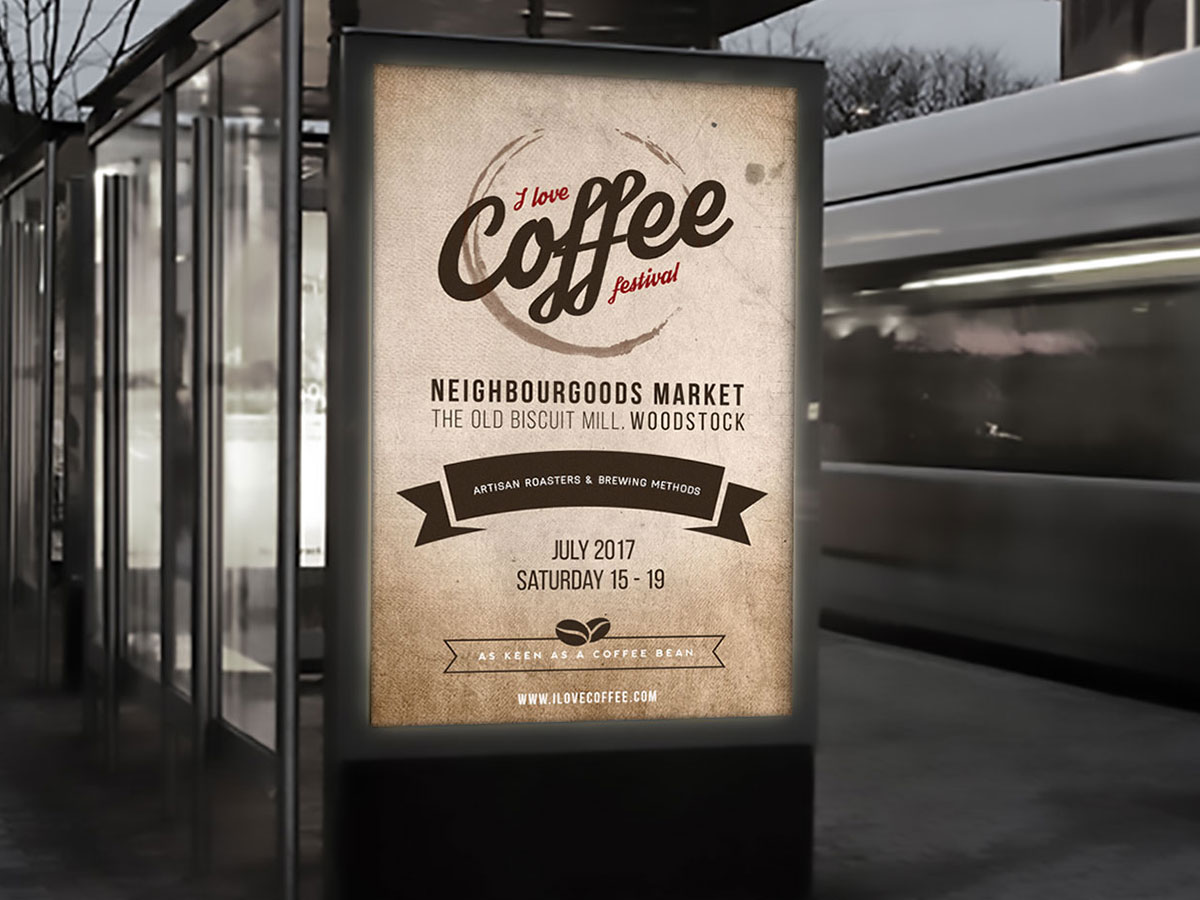 I love
Coffee
festival
NEIGHBOURGOODS MARKET
THE OLD BISCUIT MILL. WOODSTOCK
ARTISAN ROASTERS & BREWING METHODS
JULY 2017
SATURDAY 15 - 19
AS KEEN AS A COFFEE BEAN
WWW.ILOVECOFFEE.COM